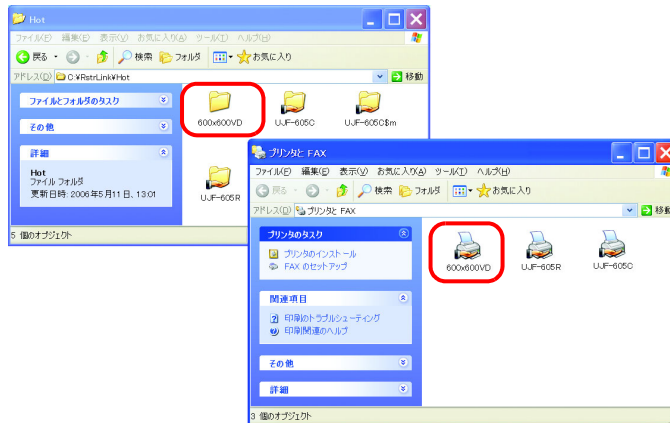 Hot
ファイル(F) 編集(E) 表示(V) お気に入り(A) ツール(T) ヘルプ(H)
戻る 検索 フォルダ お気に入り
アドレス(D) C:¥RstrLink¥Hot 移動
ファイルとフォルダのタスク
その他
詳細
Hot
ファイル フォルダ
更新日時: 2006年5月11日、13:01
600x600VD UJF-605C UJF-605C$m
UJF-605R
5 個のオブジェクト
プリンタと FAX
ファイル(F) 編集(E) 表示(V) お気に入り(A) ツール(T) ヘルプ(H)
戻る 検索 フォルダ お気に入り
アドレス(D) プリンタと FAX 移動
プリンタのタスク
プリンタのインストール
FAX のセットアップ
関連項目
印刷のトラブルシューティング
印刷関連のヘルプ
その他
詳細
600x600VD UJF-605R UJF-605C
3 個のオブジェクト